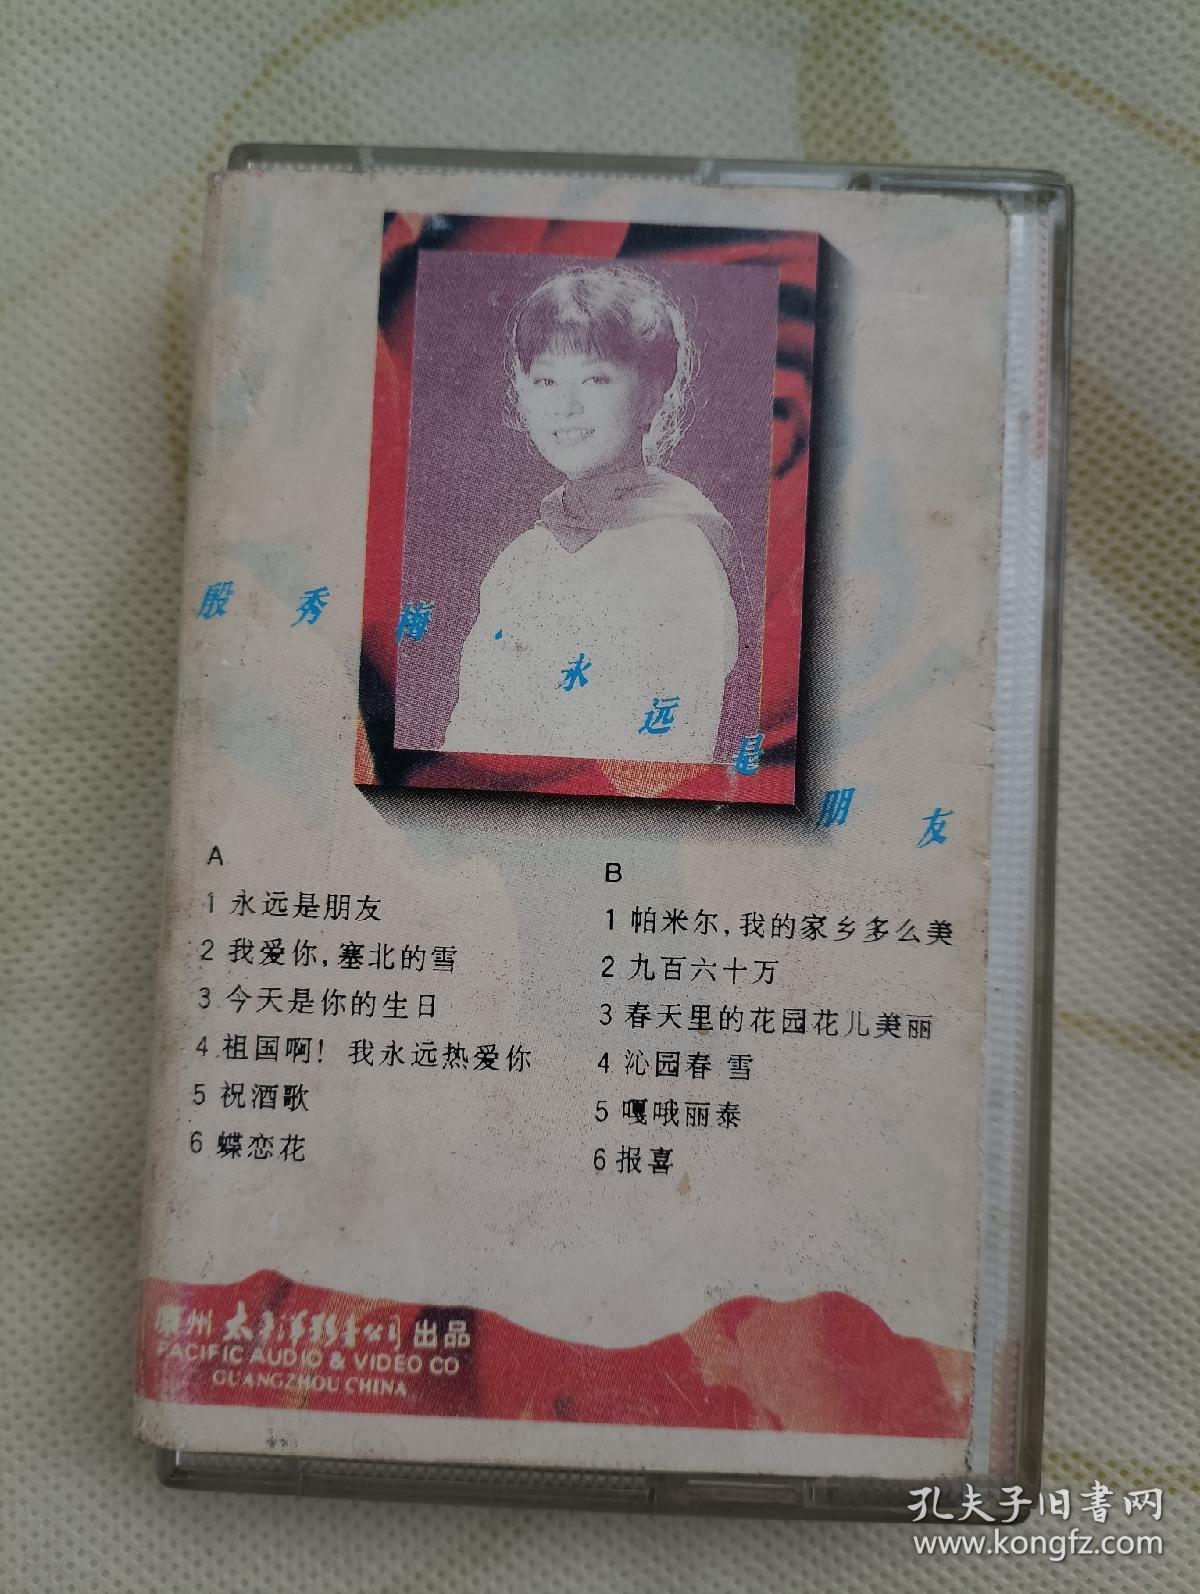 殷秀梅·永远是朋友
A
1 永远是朋友
2 我爱你,塞北的雪
3 今天是你的生日
4 祖国啊! 我永远热爱你
5 祝酒歌
6 蝶恋花
B
1 帕米尔,我的家乡多么美
2 九百六十万
3 春天里的花园花儿美丽
4 沁园春 雪
5 嘎哦丽泰
6 报喜
廣州 太平洋影音公司 出品
PACIFIC AUDIO & VIDEO CO
GUANGZHOU CHINA
孔夫子旧書网
www.kongfz.com